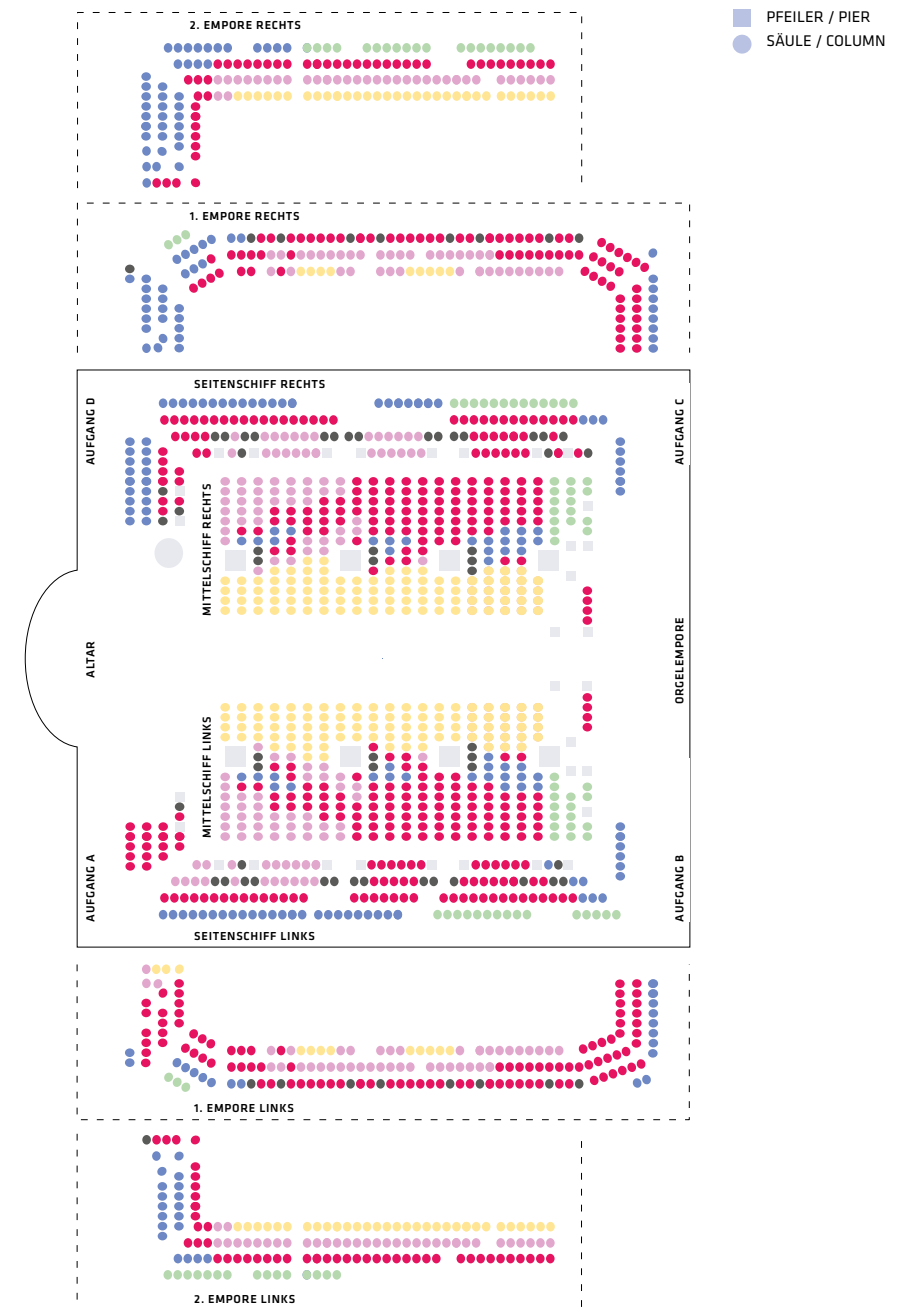 2. EMPORE RECHTS
PFEILER / PIER
SÄULE / COLUMN
1. EMPORE RECHTS
SEITENSCHIFF RECHTS
AUFGANG D
AUFGANG C
MITTELSCHIFF RECHTS
ALTAR
ORGELEMPORE
MITTELSCHIFF LINKS
AUFGANG A
AUFGANG B
SEITENSCHIFF LINKS
1. EMPORE LINKS
2. EMPORE LINKS